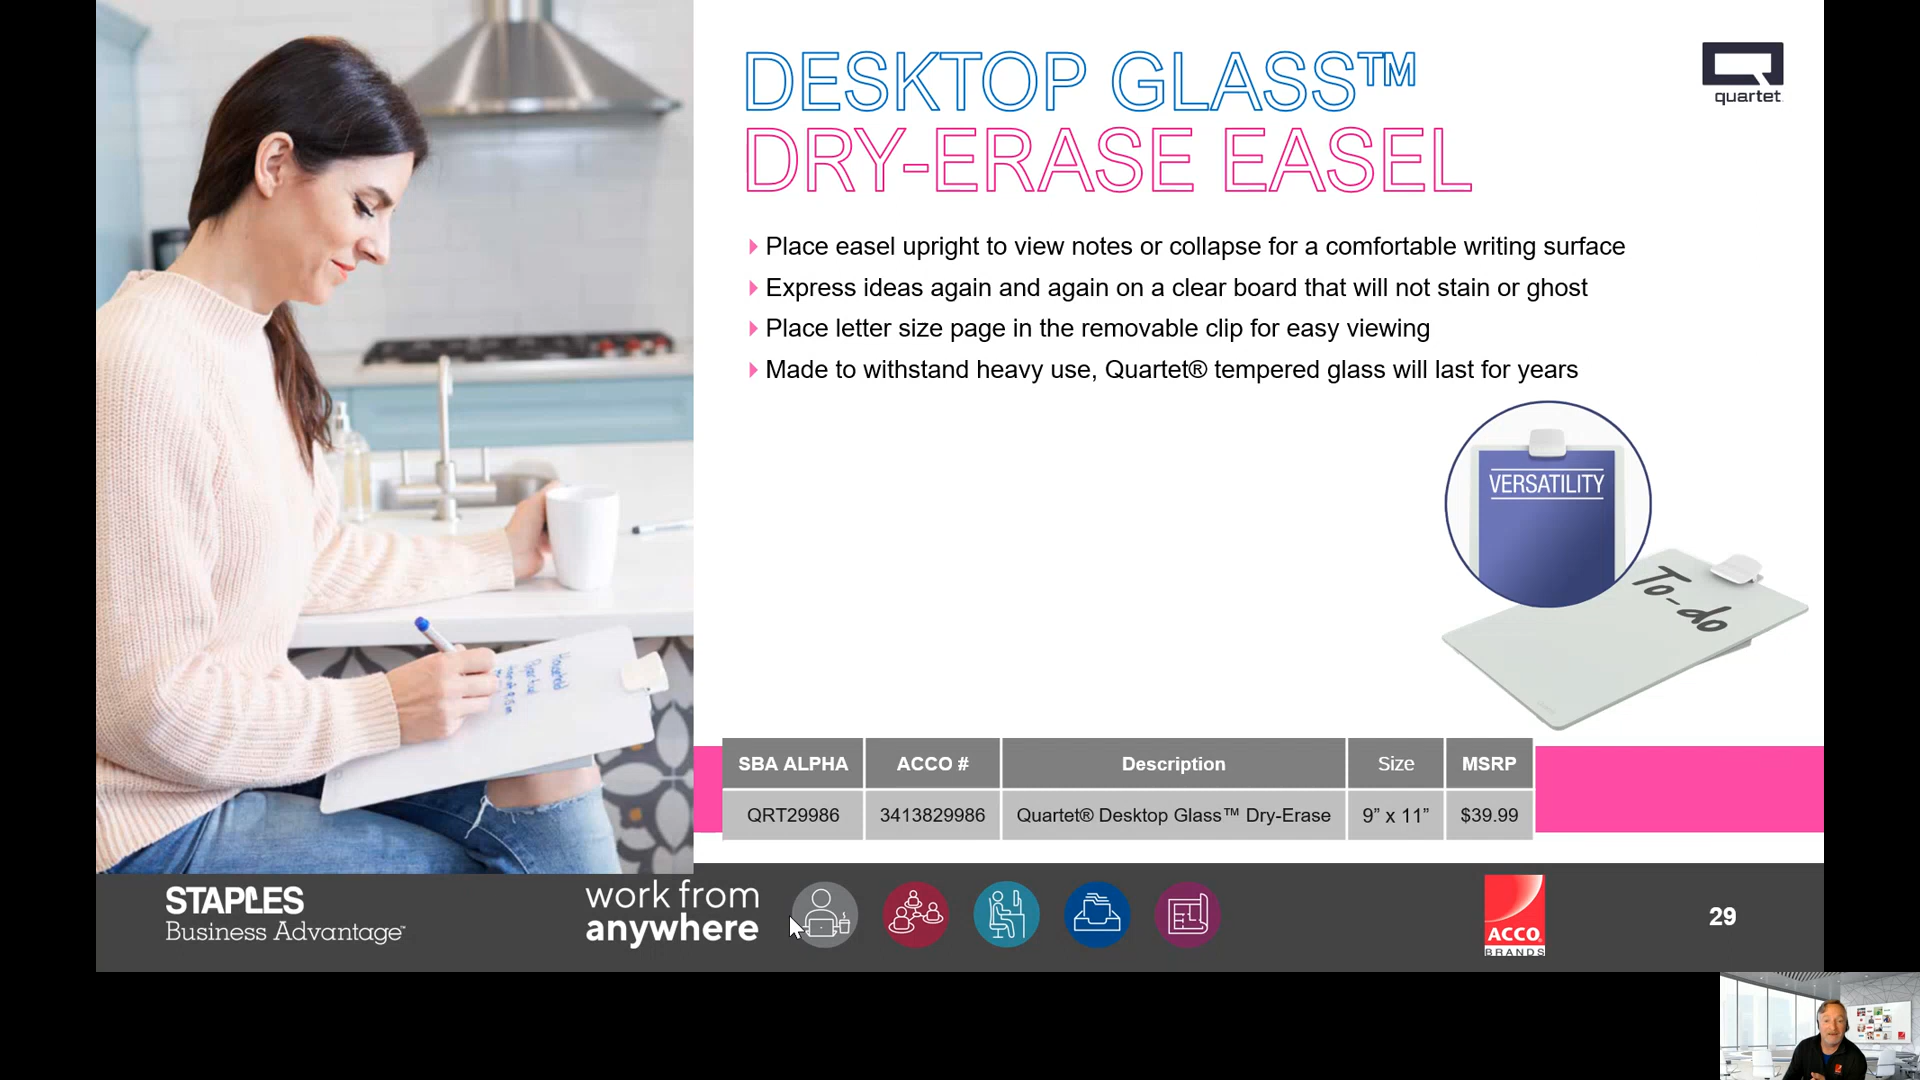 DESKTOP GLASS™
DRY-ERASE EASEL
quartet
Place easel upright to view notes or collapse for a comfortable writing surface
Express ideas again and again on a clear board that will not stain or ghost
Place letter size page in the removable clip for easy viewing
Made to withstand heavy use, Quartet® tempered glass will last for years
VERSATILITY
To-do
SBA ALPHA ACCO # Description Size MSRP
QRT29986 3413829986 Quartet® Desktop Glass™ Dry-Erase 9” x 11” $39.99
STAPLES
Business Advantage™
work from
anywhere
ACCO
BRANDS
29